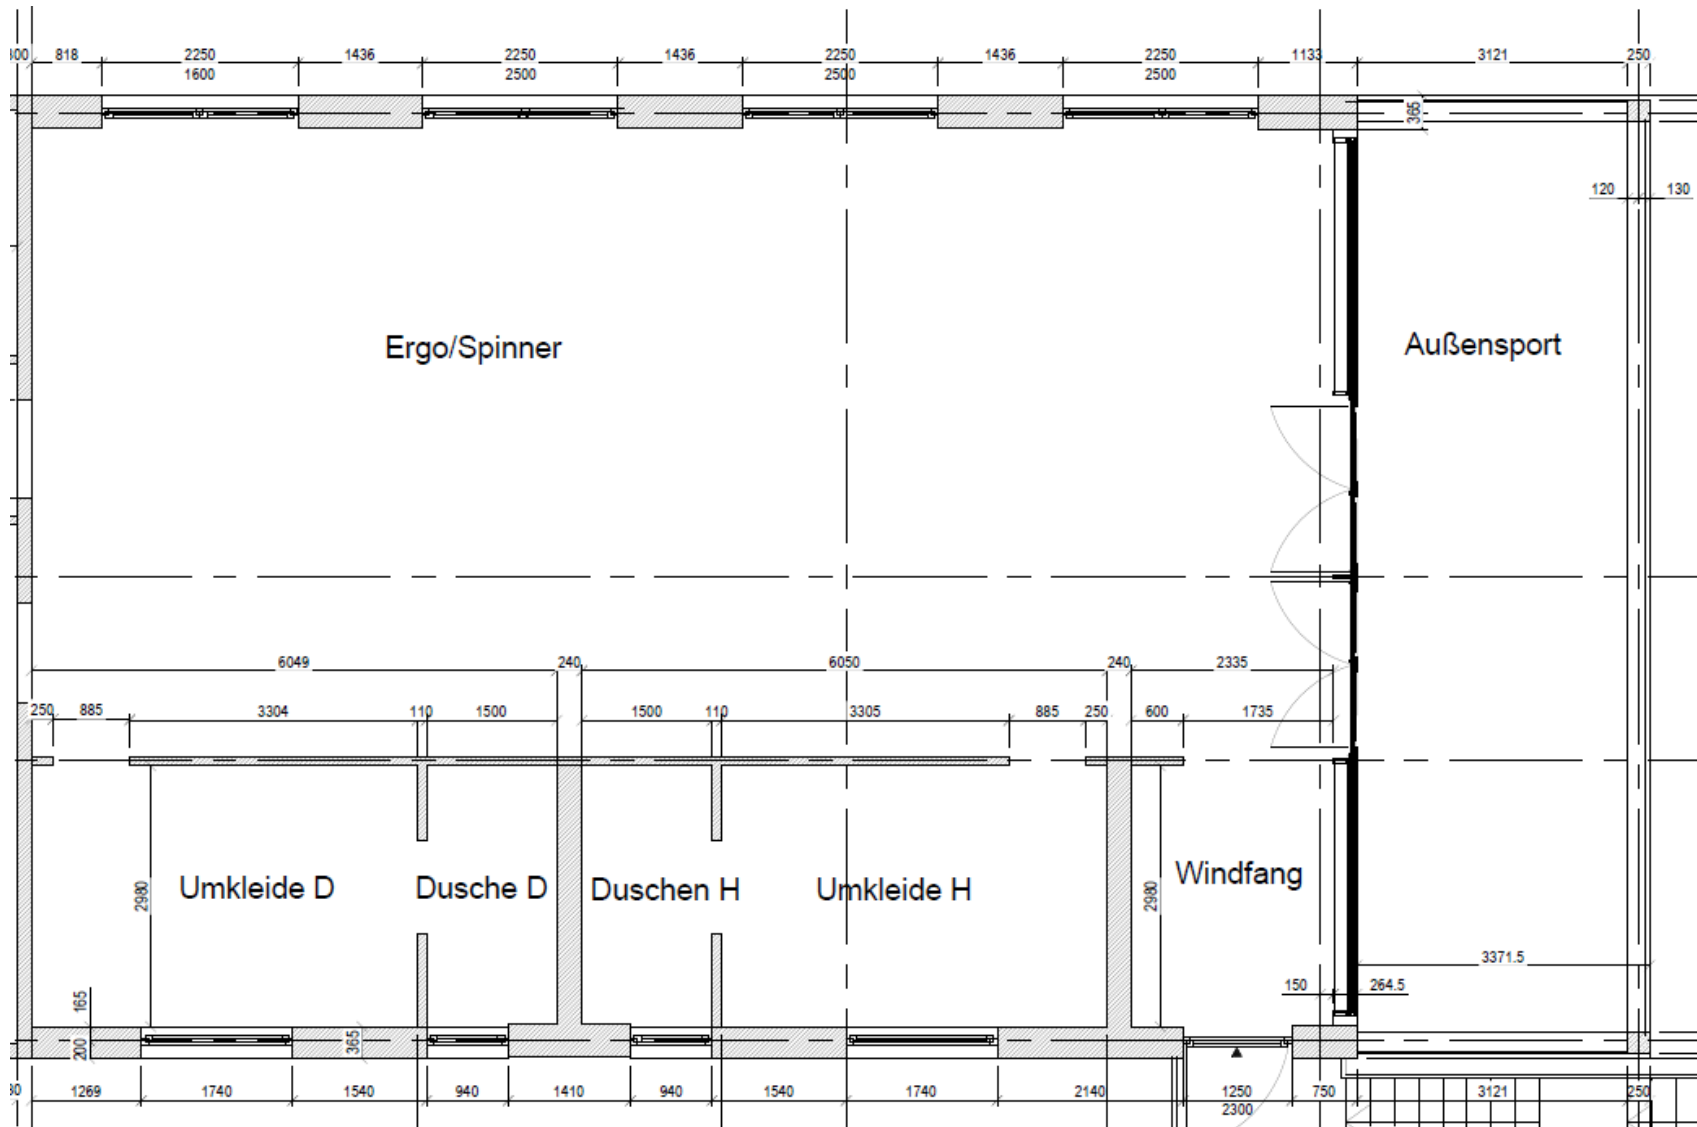 818 2250 1436 2250 1436 2250 1436 2250 1133 3121 250
1600 2500 2500 2500
365
120 130
Ergo/Spinner
Außensport
6049 240 6050 240 2335
250 885 3304 110 1500 1500 110 3305 885 250 600 1735
2980
Umkleide D
Dusche D
Duschen H
Umkleide H
2980
Windfang
3371.5
150 264.5
165
200
365
1269 1740 1540 940 1410 940 1540 1740 2140 1250 750 3121 250
2300